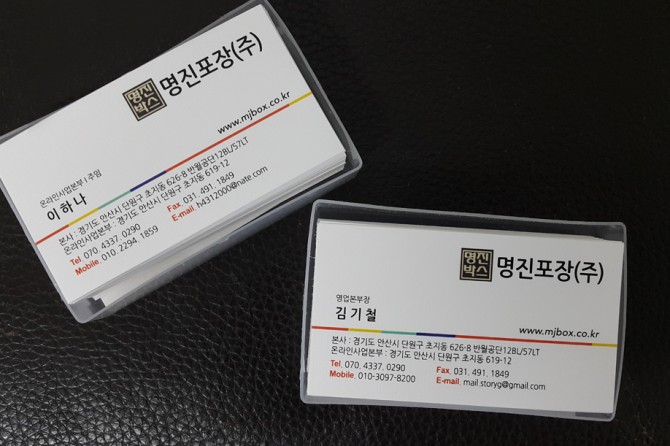 명진
박스
명진포장(주)
www.mjbox.co.kr
온라인사업본부 | 주임
이 하 나
본사 : 경기도 안산시 단원구 초지동 626-8 반월공단12BL/57LT
온라인사업본부 : 경기도 안산시 단원구 초지동 619-12
Tel. 070. 4337. 0290 Fax. 031. 491. 1849
Mobile. 010. 2294. 1859 E-mail. h4312000@nate.com
명진
박스
명진포장(주)
영업본부장
김 기 철
www.mjbox.co.kr
본사 : 경기도 안산시 단원구 초지동 626-8 반월공단12BL/57LT
온라인사업본부 : 경기도 안산시 단원구 초지동 619-12
Tel. 070. 4337. 0290 Fax. 031. 491. 1849
Mobile. 010-3097-8200 E-mail. mail.storyg@gmail.com